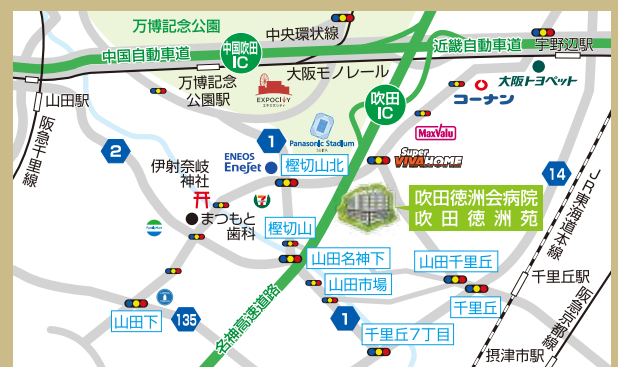 万博記念公園
中央環状線
中国自動車道
中国吹田
IC
近畿自動車道
宇野辺駅
万博記念
公園駅
大阪モノレール
大阪トヨペット
山田駅
EXPOCITY
吹田
IC
コーナン
阪急千里線
Panasonic Stadium
MaxValu
Super
VIVAHOME
2
1
ENEOS
EneJet
樫切山北
伊射奈岐
神社
14
吹田徳洲会病院
吹田徳洲苑
7
まつもと
歯科
樫切山
JR東海道本線
FamilyMart
山田名神下
山田千里丘
山田市場
千里丘駅
千里丘
阪急京都線
山田下
135
名神高速道路
1
千里丘7丁目
摂津市駅